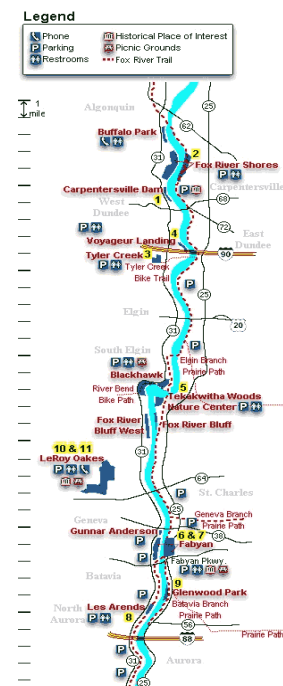 Legend
Phone
Parking
Restrooms
Historical Place of Interest
Picnic Grounds
Fox River Trail
1
mile
Algonquin
25
62
Buffalo Park
31
2
Fox River Shores
Carpentersville Dam
Carpentersville
1
68
West
Dundee
72
4
East
Dundee
Voyageur Landing
Tyler Creek 3
90
Tyler Creek
Bike Trail
25
Elgin
20
31
South Elgin
Elgin Branch
Prairie Path
Blackhawk
River Bend
Bike Path
5
Tekakwitha Woods
Nature Center
Fox River
Bluff West
Fox River Bluff
31
10 & 11
LeRoy Oakes
64
St. Charles
25
Geneva
Geneva Branch
Prairie Path
Gunnar Anderson
6 & 7
38
Fabyan
Fabyan Pkwy
Batavia
9
Glenwood Park
North
Aurora
Les Arends
Batavia Branch
Prairie Path
8
56
Prairie Path
88
Aurora
31
25